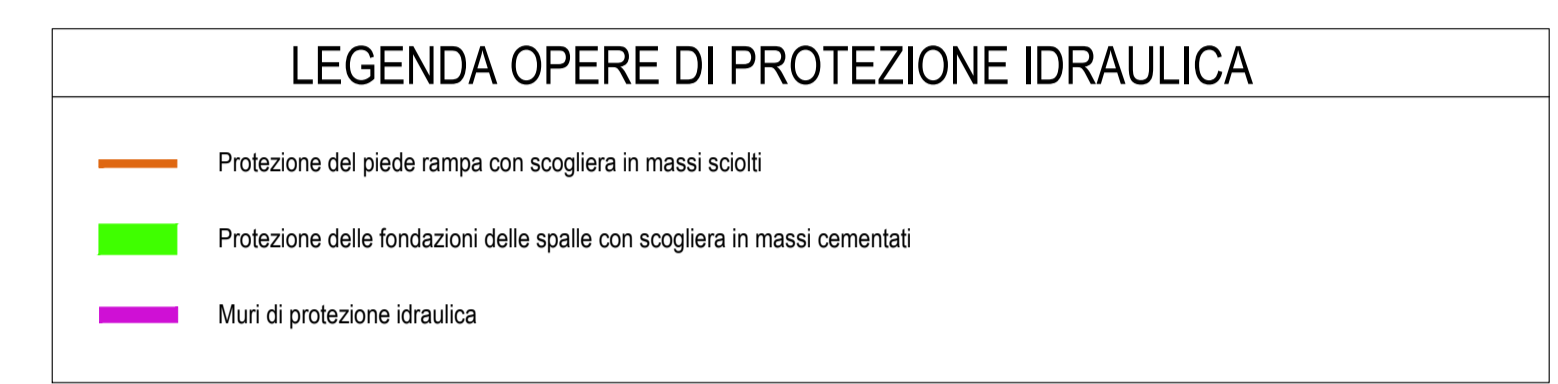 LEGENDA OPERE DI PROTEZIONE IDRAULICA
Protezione del piede rampa con scogliera in massi sciolti
Protezione delle fondazioni delle spalle con scogliera in massi cementati
Muri di protezione idraulica